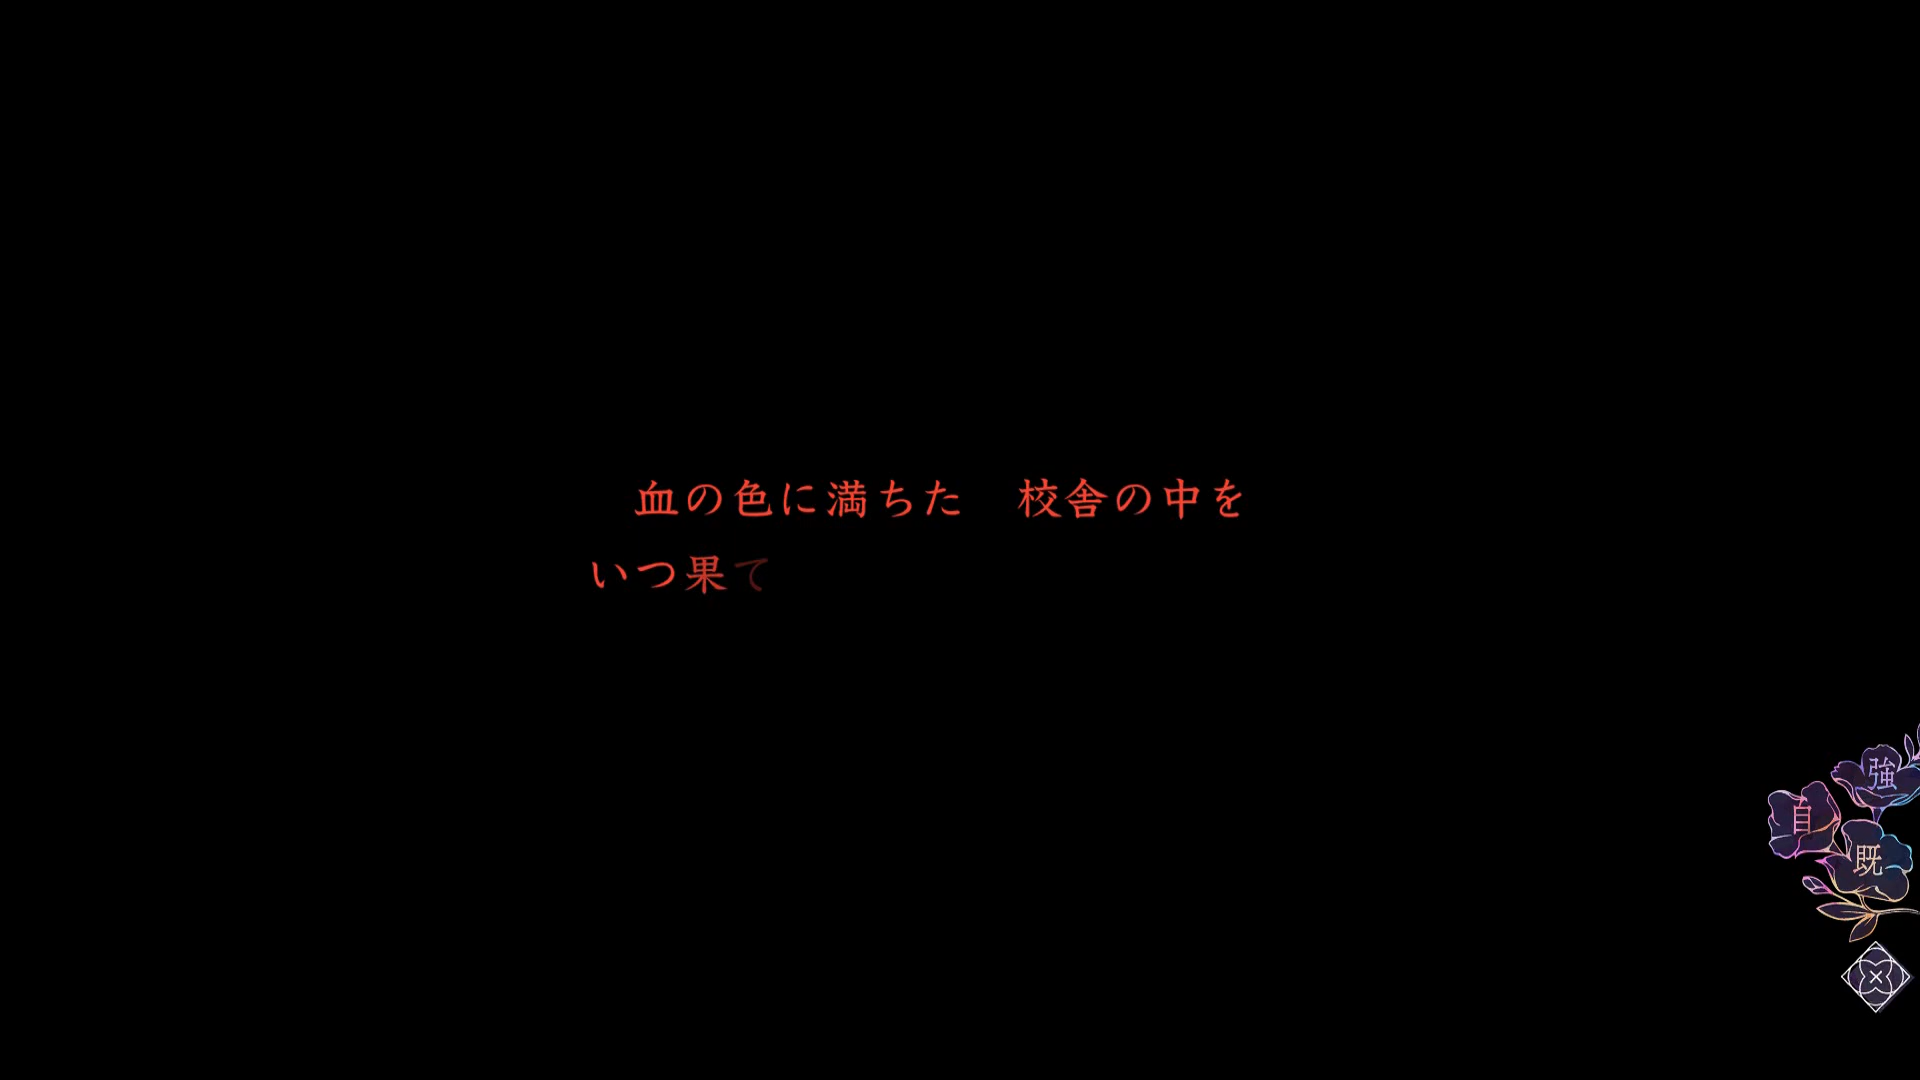 血の色に満ちた　校舎の中を
いつ果て
強
自
既